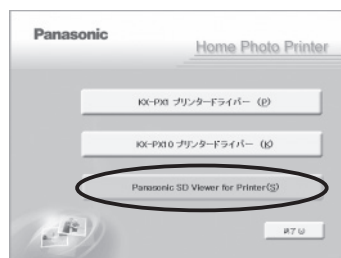 Panasonic
Home Photo Printer
KX-PX1 プリンタードライバー (P)
KX-PX10 プリンタードライバー (K)
Panasonic SD Viewer for Printer(S)
終了